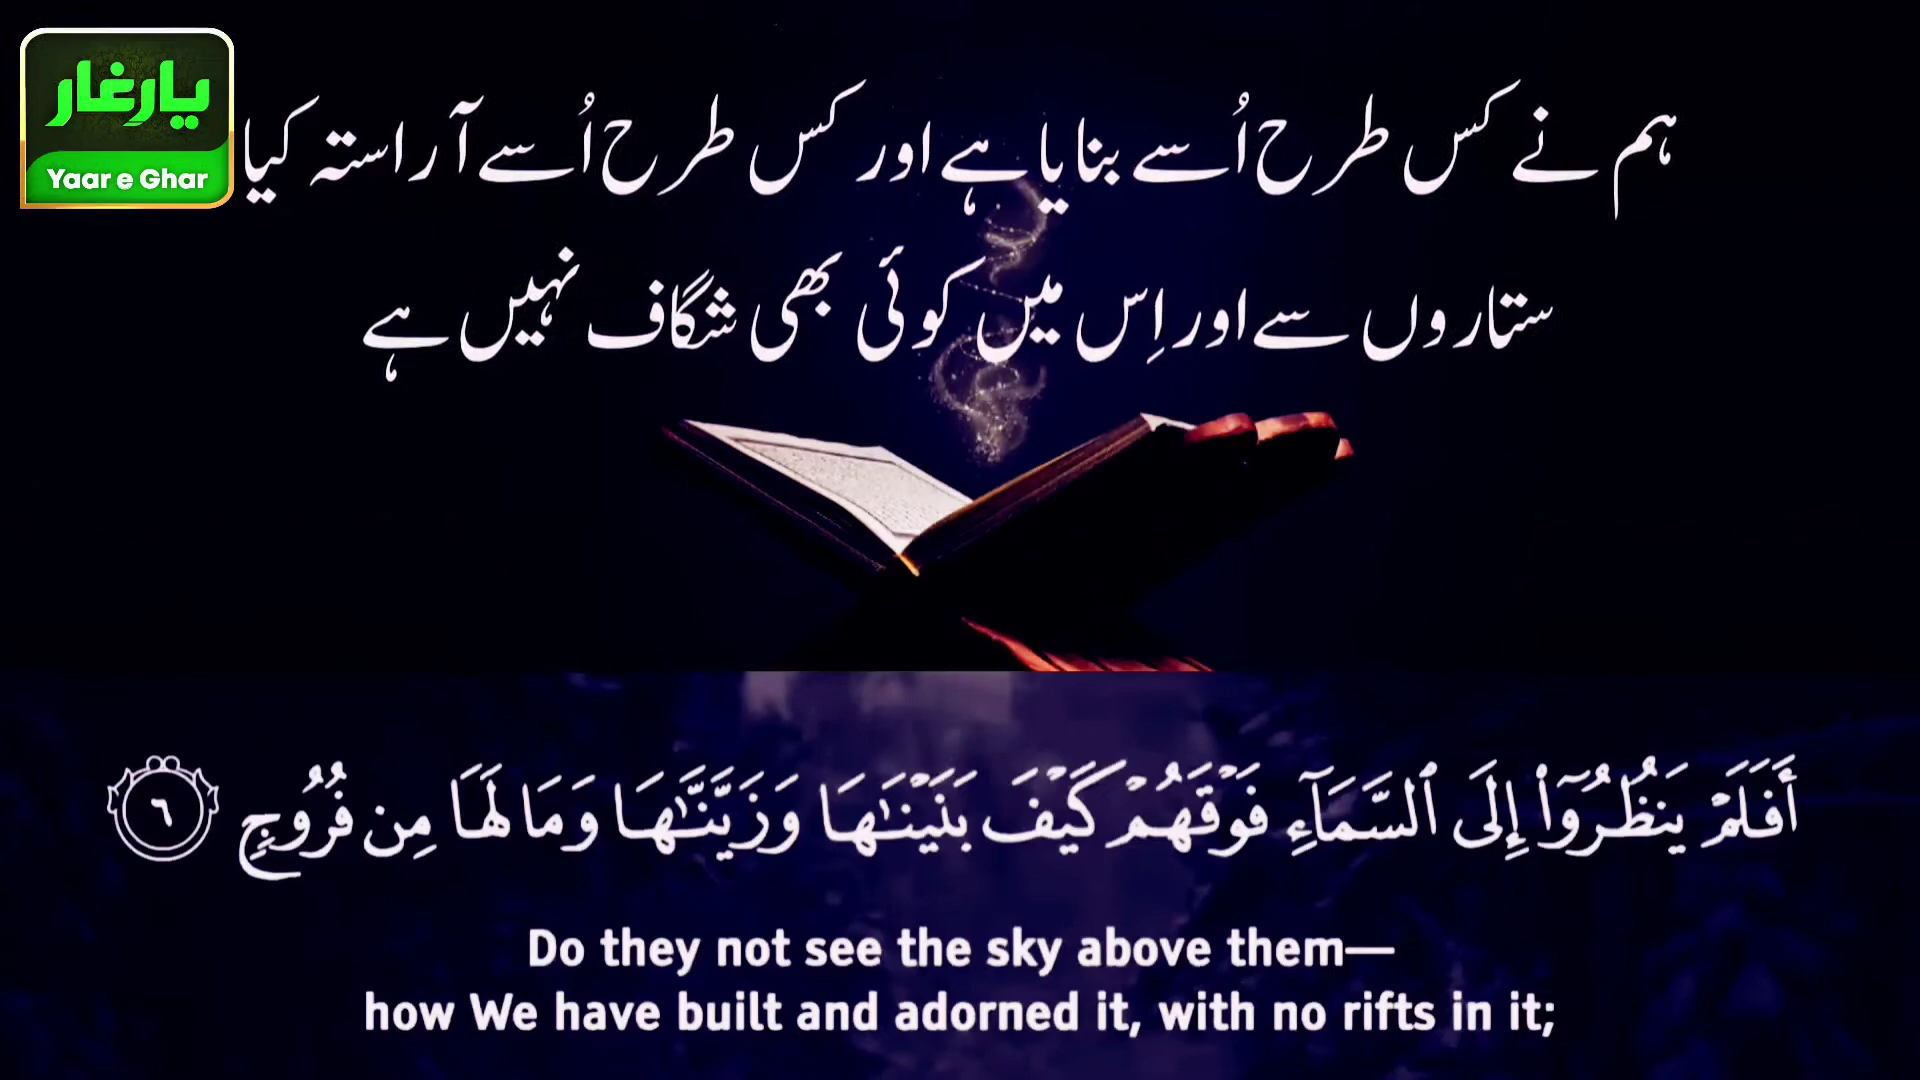 یارِغار
Yaar e Ghar
ہم نے کس طرح اُسے بنایا ہے اور کس طرح اُسے آراستہ کیا
ستاروں سے اور اِس میں کوئی بھی شگاف نہیں ہے
أَفَلَمۡ يَنظُرُوٓاْ إِلَى ٱلسَّمَآءِ فَوۡقَهُمۡ كَيۡفَ بَنَيۡنَٰهَا وَزَيَّنَّٰهَا وَمَا لَهَا مِن فُرُوجٖ ٦
Do they not see the sky above them—
how We have built and adorned it, with no rifts in it;